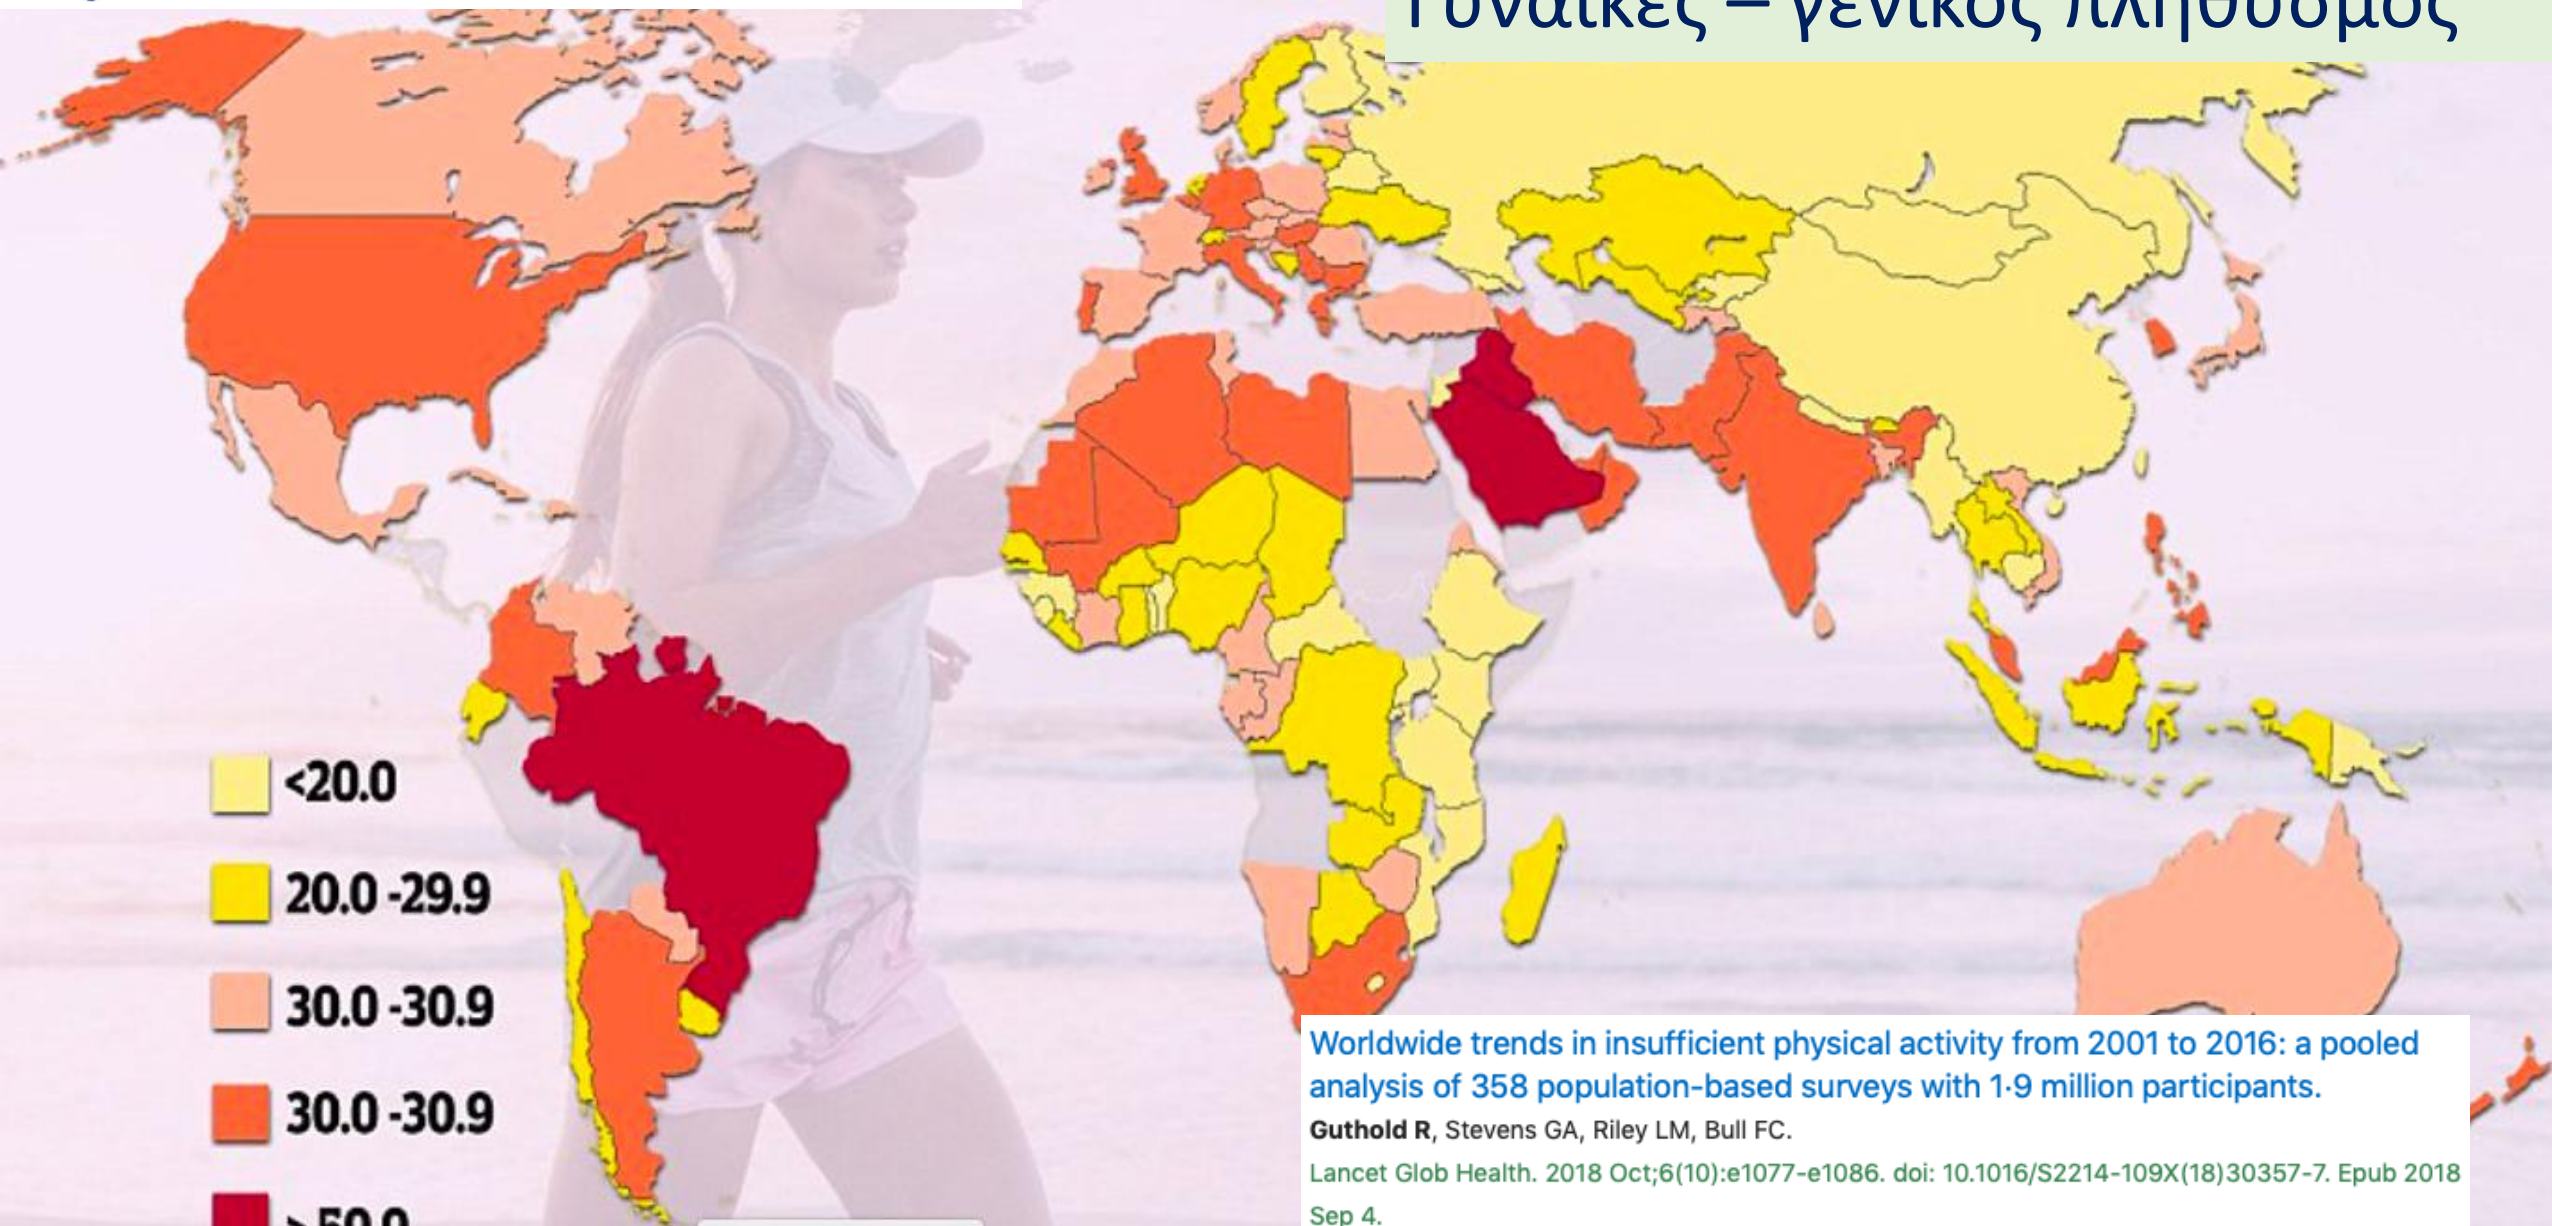 Γυναίκες – γενικός πληθυσμός
<20.0
20.0 -29.9
30.0 -30.9
30.0 -30.9
>50.0
Worldwide trends in insufficient physical activity from 2001 to 2016: a pooled
analysis of 358 population-based surveys with 1·9 million participants.
Guthold R, Stevens GA, Riley LM, Bull FC.
Lancet Glob Health. 2018 Oct;6(10):e1077-e1086. doi: 10.1016/S2214-109X(18)30357-7. Epub 2018
Sep 4.